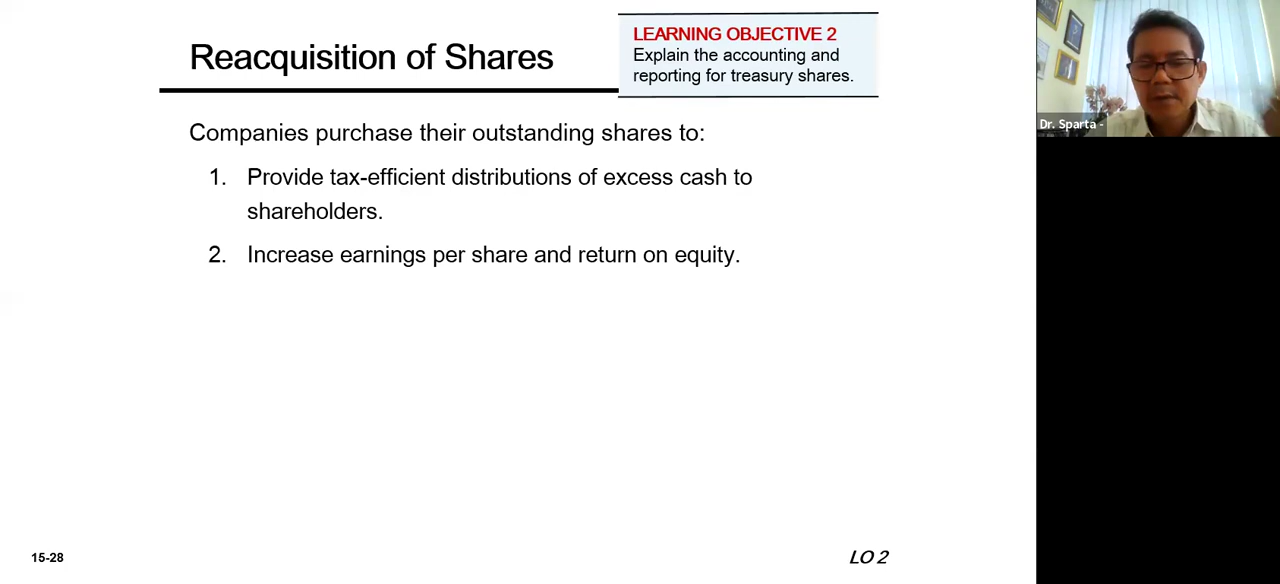 Reacquisition of Shares
LEARNING OBJECTIVE 2
Explain the accounting and
reporting for treasury shares.
Companies purchase their outstanding shares to:
1. Provide tax-efficient distributions of excess cash to
shareholders.
2. Increase earnings per share and return on equity.
15-28
LO 2
Dr. Sparta -